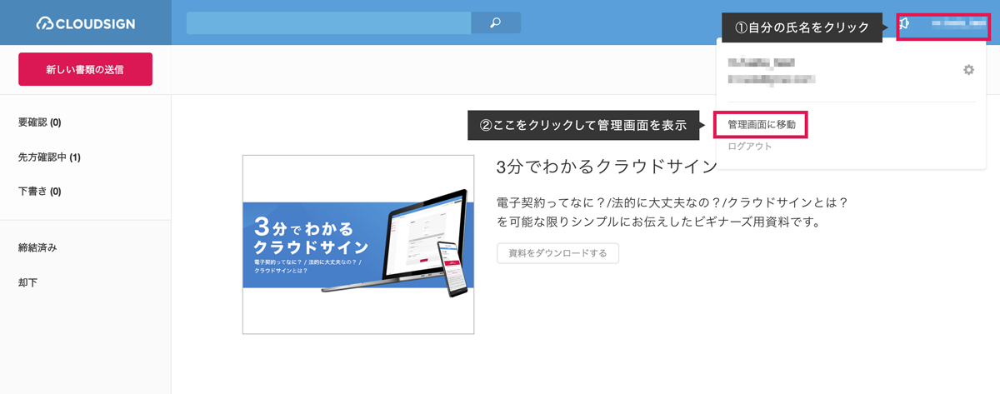 CLOUDSIGN
①自分の氏名をクリック
新しい書類の送信
要確認 (0)
先方確認中 (1)
下書き (0)
締結済み
却下
②ここをクリックして管理画面を表示
管理画面に移動
ログアウト
3分でわかる
クラウドサイン
電子契約ってなに？ / 法的に大丈夫なの？ /
クラウドサインとは？
3分でわかるクラウドサイン
電子契約ってなに？/法的に大丈夫なの？/クラウドサインとは？
を可能な限りシンプルにお伝えしたビギナーズ用資料です。
資料をダウンロードする